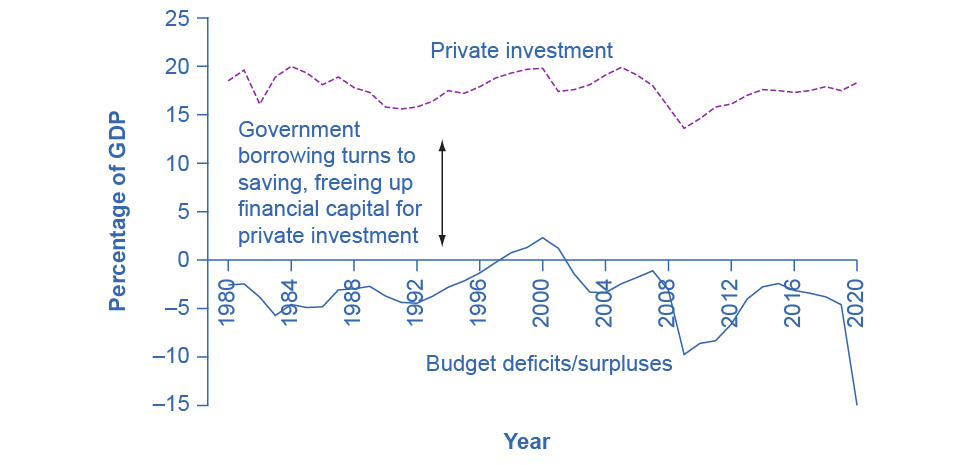 25
Private investment
20
15
Government
borrowing turns to
saving, freeing up
financial capital for
private investment
10
5
0
–5
–10
–15
Percentage of GDP
1980
1984
1988
1992
1996
2000
2004
2008
2012
2016
2020
Budget deficits/surpluses
Year